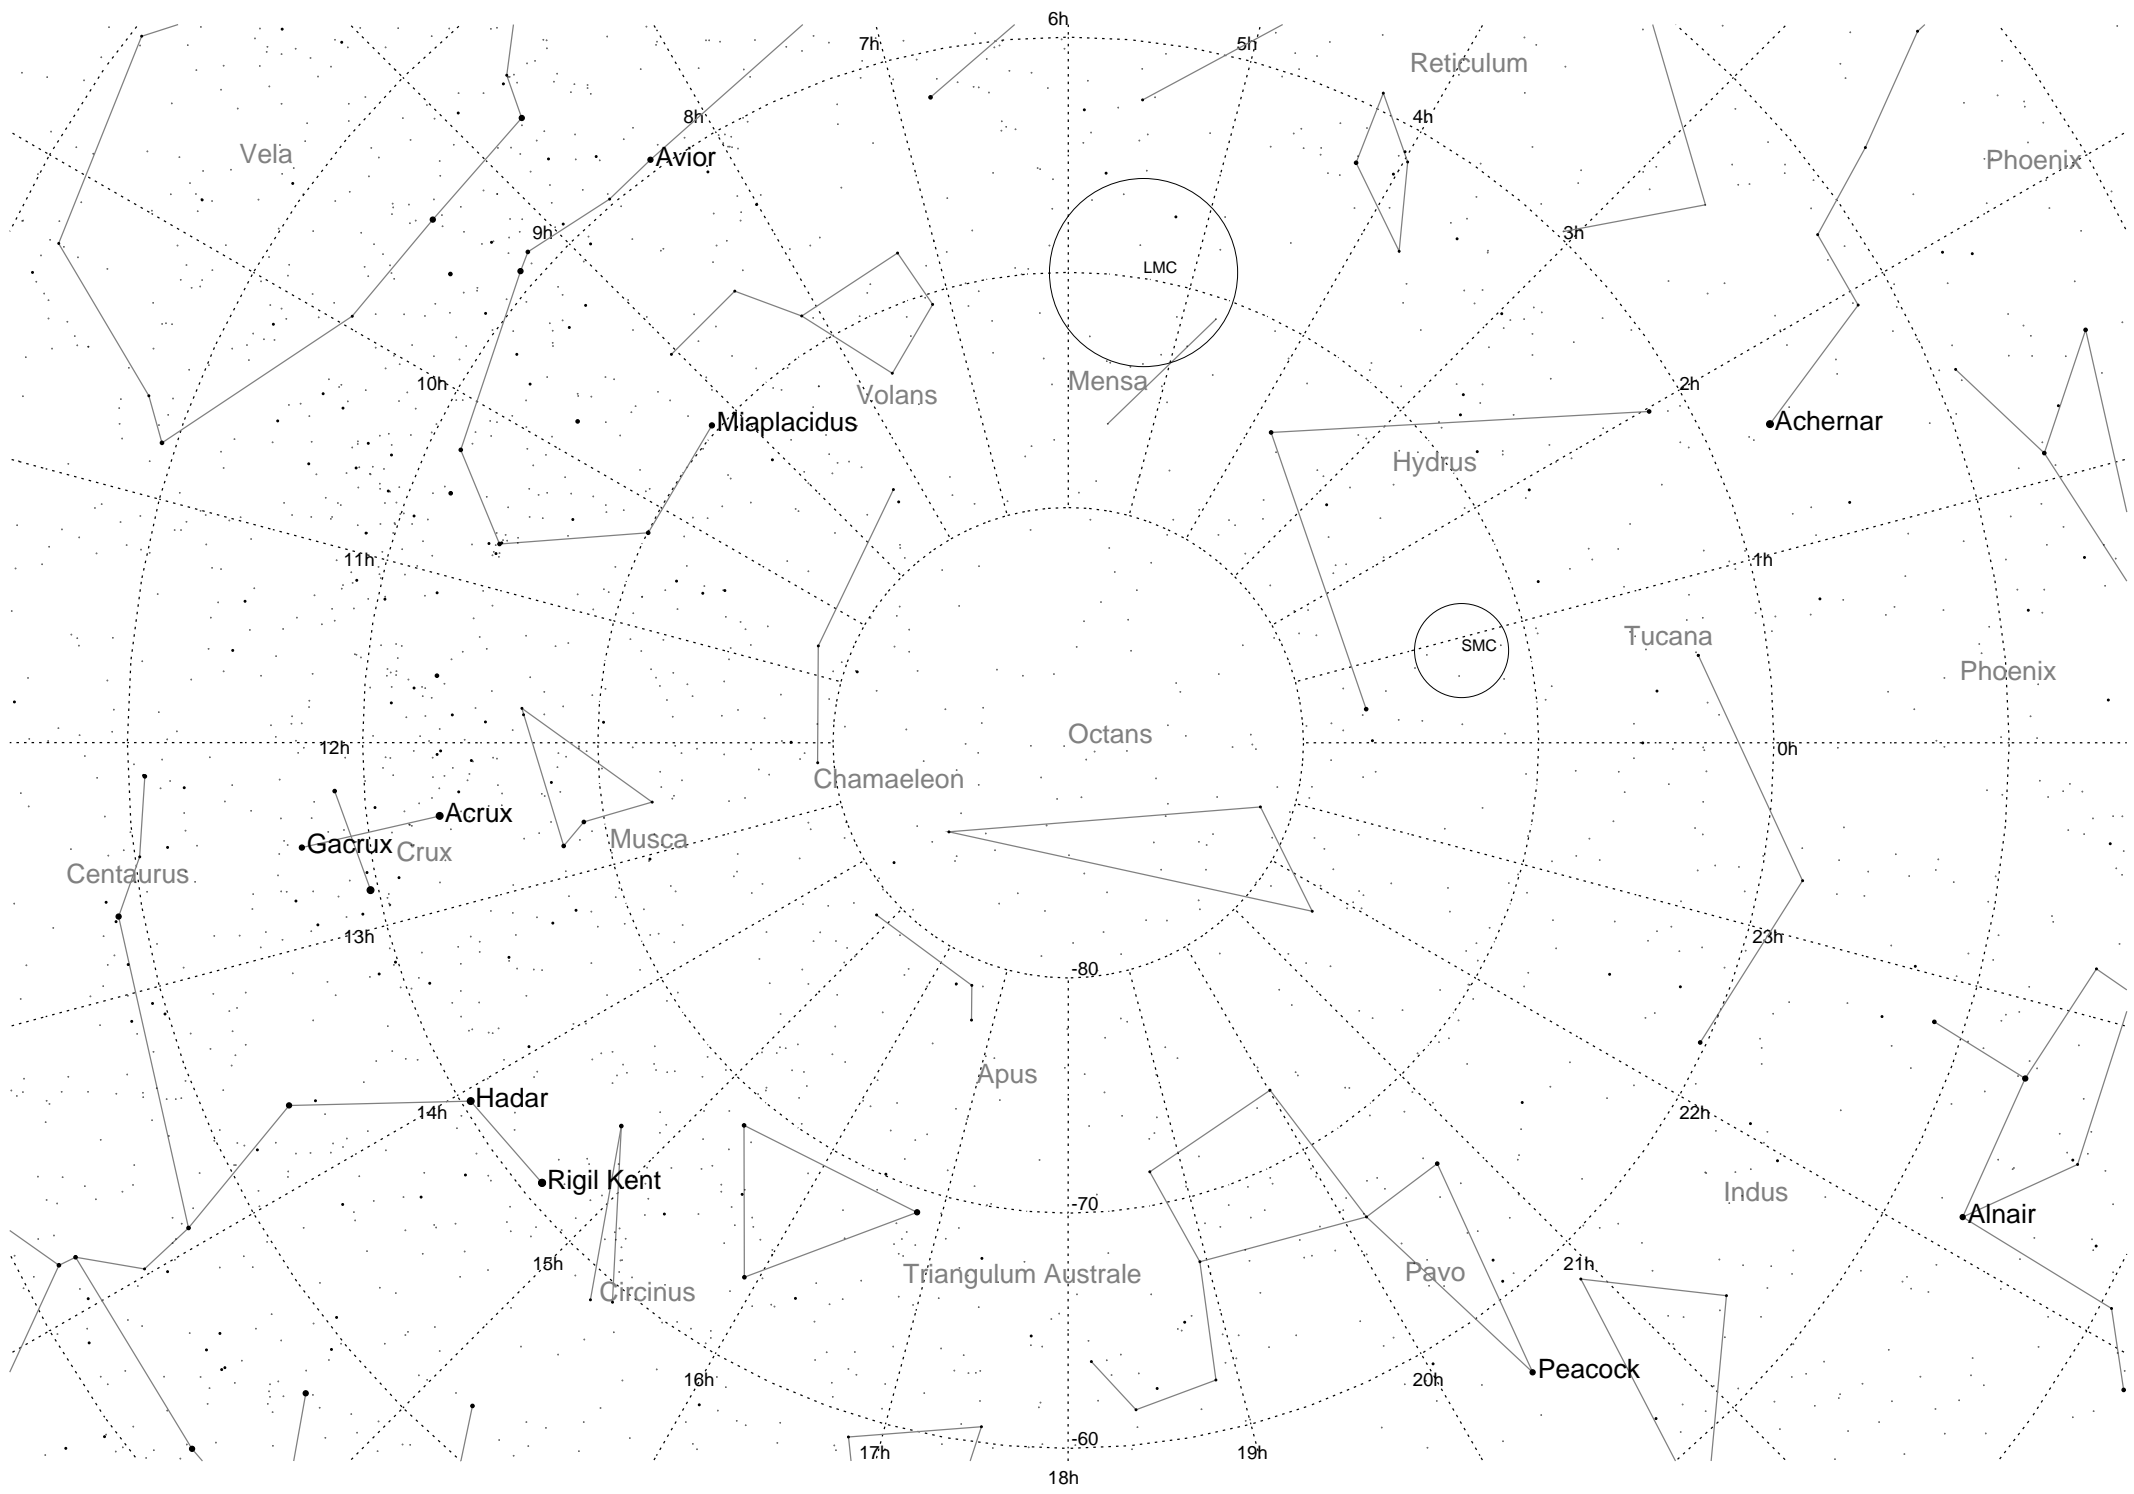 6h
7h
5h
Reticulum
8h
4h
Vela
Avior
Phoenix
9h
3h
LMC
10h
Mensa
2h
Volans
Miaplacidus
Achernar
Hydrus
11h
1h
Tucana
SMC
Phoenix
Octans
12h
0h
Chamaeleon
Acrux
Musca
Gacrux
Crux
Centaurus
13h
23h
-80
Apus
Hadar
14h
22h
Rigil Kent
Indus
-70
Alnair
15h
21h
Triangulum Australe
Pavo
Circinus
Peacock
16h
20h
-60
17h
19h
18h